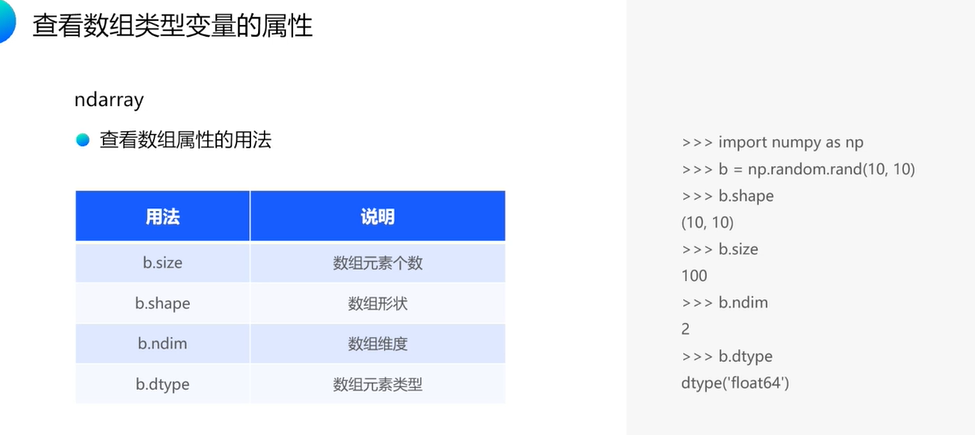 查看数组类型变量的属性
ndarray
查看数组属性的用法
用法 说明
b.size 数组元素个数
b.shape 数组形状
b.ndim 数组维度
b.dtype 数组元素类型
>>> import numpy as np
>>> b = np.random.rand(10, 10)
>>> b.shape
(10, 10)
>>> b.size
100
>>> b.ndim
2
>>> b.dtype
dtype('float64')